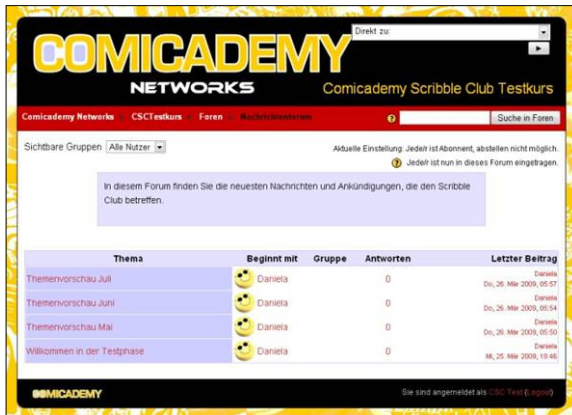 COMICADEMY
NETWORKS
Direkt zu:
Comicademy Scribble Club Testkurs
Comicademy Networks CSCTestkurs Foren Nachrichtenforum
Suche in Foren
Sichtbare Gruppen Alle Nutzer
Aktuelle Einstellung: Jede/r ist Abonnent, abstellen nicht möglich.
Jede/r ist nun in dieses Forum eingetragen.
In diesem Forum finden Sie die neuesten Nachrichten und Ankündigungen, die den Scribble
Club betreffen.
Thema Beginnt mit Gruppe Antworten Letzter Beitrag
Themenvorschau Juli Daniela 0 Daniela
Do, 26. Mär 2009, 05:57
Themenvorschau Juni Daniela 0 Daniela
Do, 26. Mär 2009, 05:54
Themenvorschau Mai Daniela 0 Daniela
Do, 26. Mär 2009, 05:50
Willkommen in der Testphase Daniela 0 Daniela
Mi, 25. Mär 2009, 18:46
COMICADEMY
Sie sind angemeldet als CSC Test (Logout)